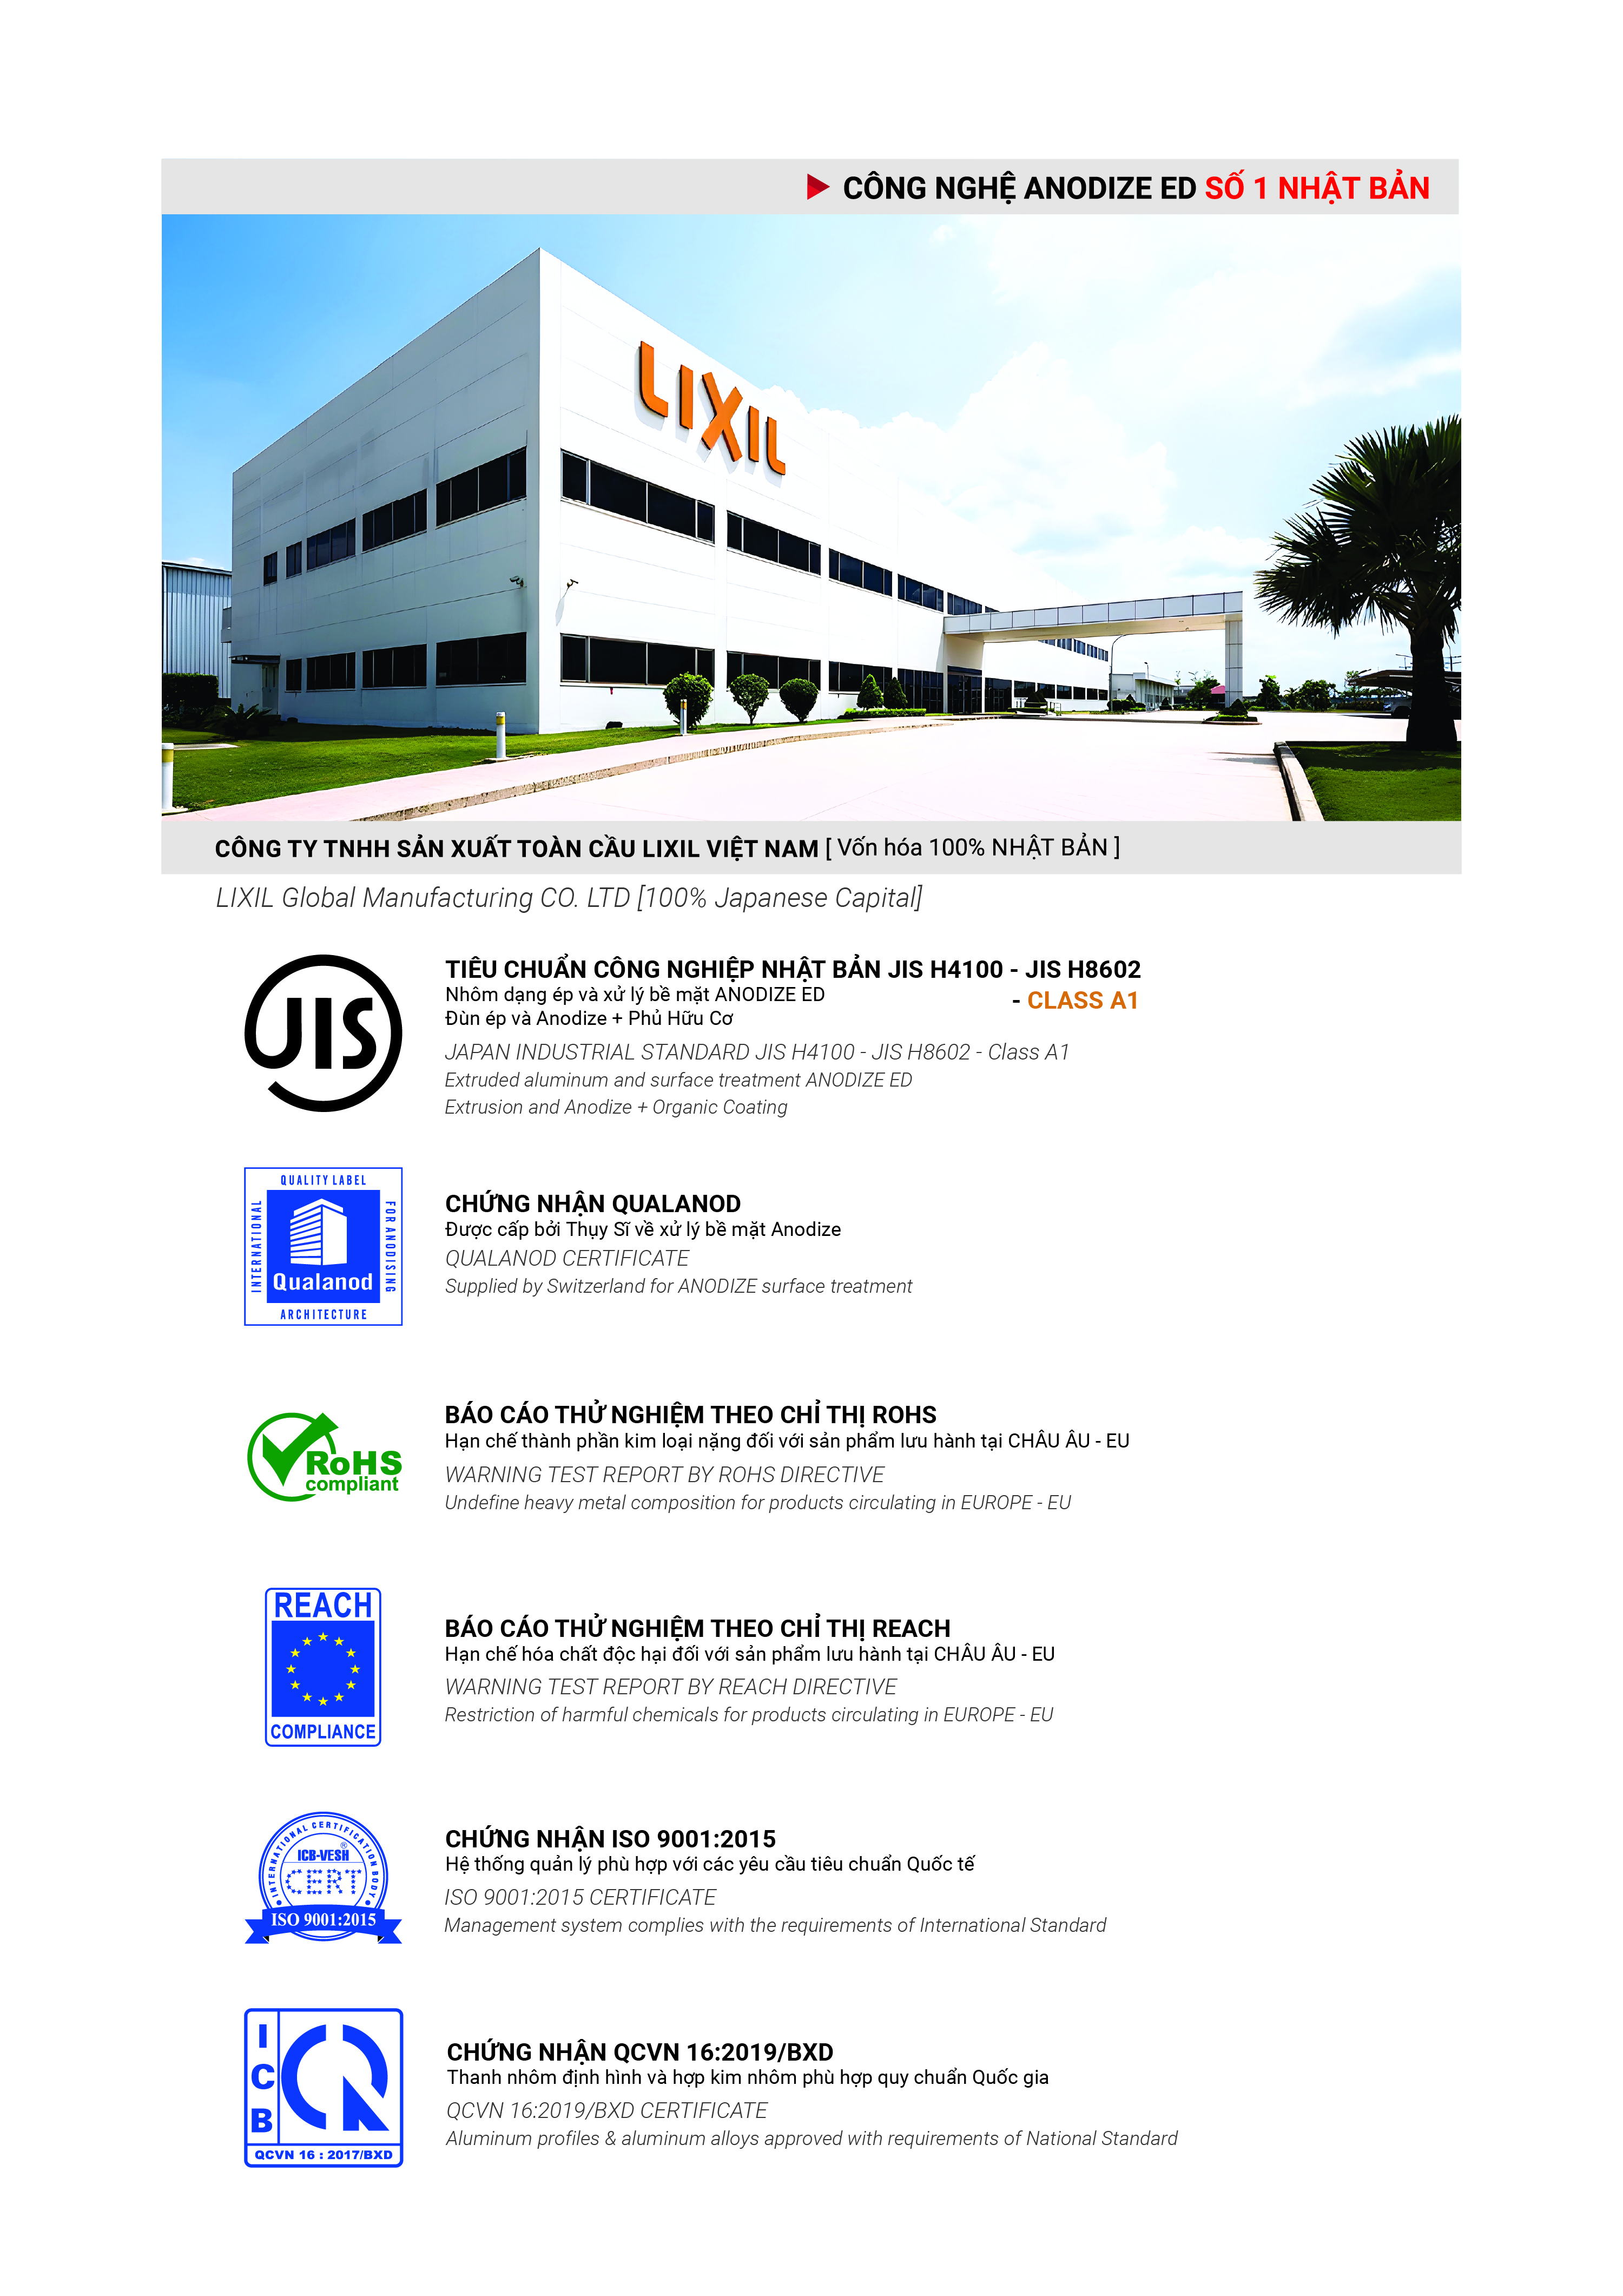 CÔNG NGHỆ ANODIZE ED SỐ 1 NHẬT BẢN
LIXIL
CÔNG TY TNHH SẢN XUẤT TOÀN CẦU LIXIL VIỆT NAM [ Vốn hóa 100% NHẬT BẢN ]
LIXIL Global Manufacturing CO. LTD [100% Japanese Capital]
JIS
TIÊU CHUẨN CÔNG NGHIỆP NHẬT BẢN JIS H4100 - JIS H8602
- CLASS A1
Nhôm dạng ép và xử lý bề mặt ANODIZE ED
Đùn ép và Anodize + Phủ Hữu Cơ
JAPAN INDUSTRIAL STANDARD JIS H4100 - JIS H8602 - Class A1
Extruded aluminum and surface treatment ANODIZE ED
Extrusion and Anodize + Organic Coating
QUALITY LABEL
INTERNATIONAL
FOR ANODISING
Qualanod
ARCHITECTURE
CHỨNG NHẬN QUALANOD
Được cấp bởi Thụy Sĩ về xử lý bề mặt Anodize
QUALANOD CERTIFICATE
Supplied by Switzerland for ANODIZE surface treatment
RoHS
compliant
BÁO CÁO THỬ NGHIỆM THEO CHỈ THỊ ROHS
Hạn chế thành phần kim loại nặng đối với sản phẩm lưu hành tại CHÂU ÂU - EU
WARNING TEST REPORT BY ROHS DIRECTIVE
Undefine heavy metal composition for products circulating in EUROPE - EU
REACH
COMPLIANCE
BÁO CÁO THỬ NGHIỆM THEO CHỈ THỊ REACH
Hạn chế hóa chất độc hại đối với sản phẩm lưu hành tại CHÂU ÂU - EU
WARNING TEST REPORT BY REACH DIRECTIVE
Restriction of harmful chemicals for products circulating in EUROPE - EU
INTERNATIONAL CERTIFICATION BODY
ICB-VESH®
CERT
ISO 9001:2015
CHỨNG NHẬN ISO 9001:2015
Hệ thống quản lý phù hợp với các yêu cầu tiêu chuẩn Quốc tế
ISO 9001:2015 CERTIFICATE
Management system complies with the requirements of International Standard
ICB
QCVN 16 : 2017/BXD
CHỨNG NHẬN QCVN 16:2019/BXD
Thanh nhôm định hình và hợp kim nhôm phù hợp quy chuẩn Quốc gia
QCVN 16:2019/BXD CERTIFICATE
Aluminum profiles & aluminum alloys approved with requirements of National Standard